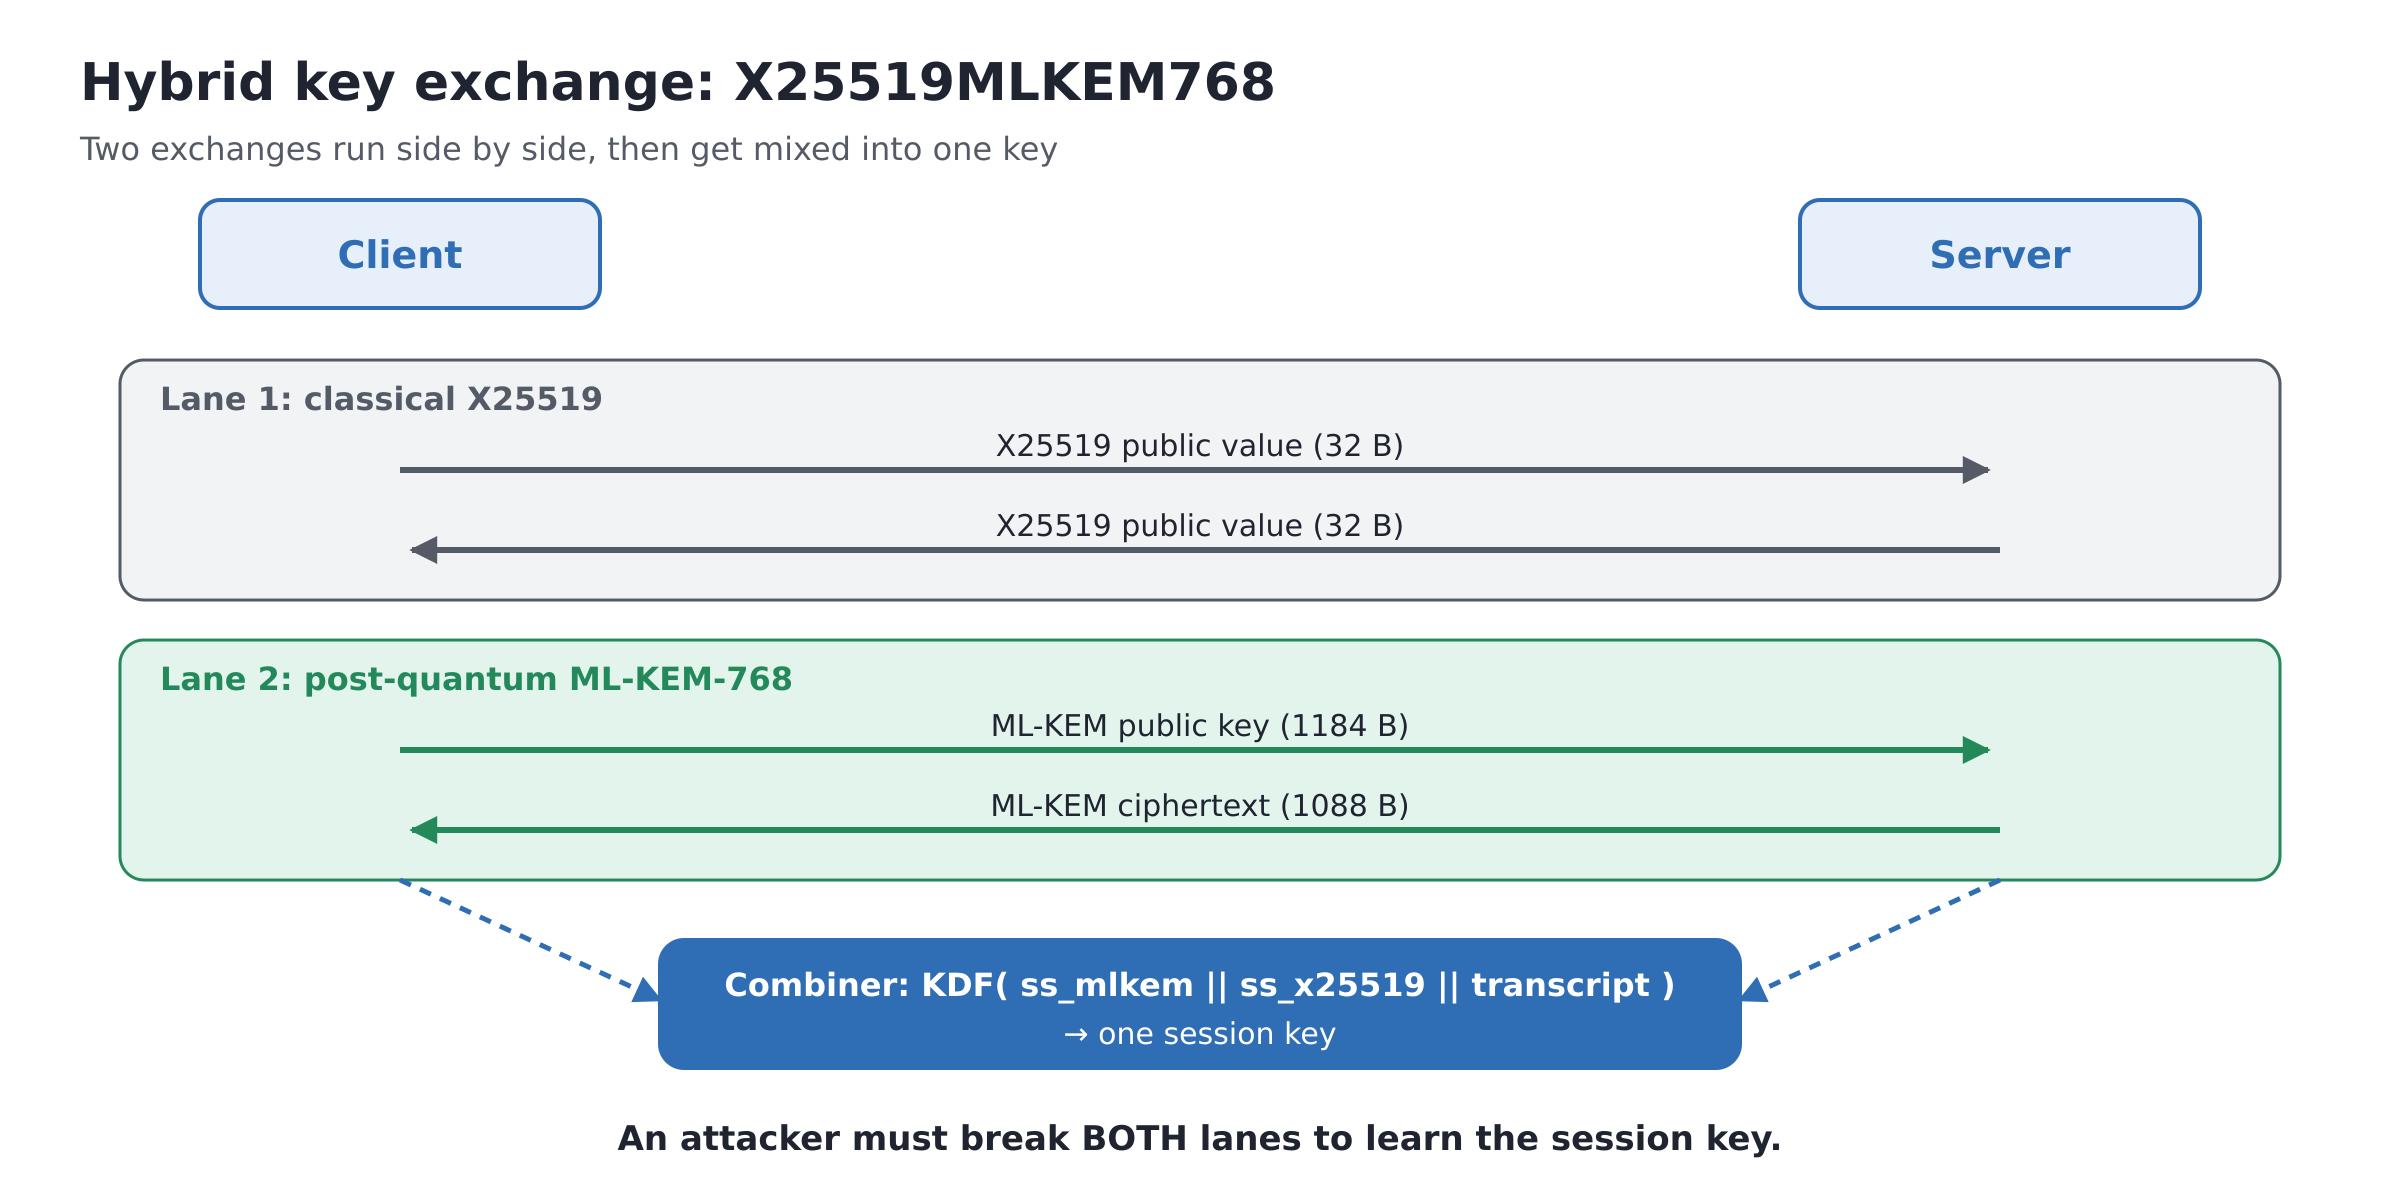 Hybrid key exchange: X25519MLKEM768
Two exchanges run side by side, then get mixed into one key
Client
Server
Lane 1: classical X25519
X25519 public value (32 B)
X25519 public value (32 B)
Lane 2: post-quantum ML-KEM-768
ML-KEM public key (1184 B)
ML-KEM ciphertext (1088 B)
Combiner: KDF( ss_mlkem || ss_x25519 || transcript )
→ one session key
An attacker must break BOTH lanes to learn the session key.